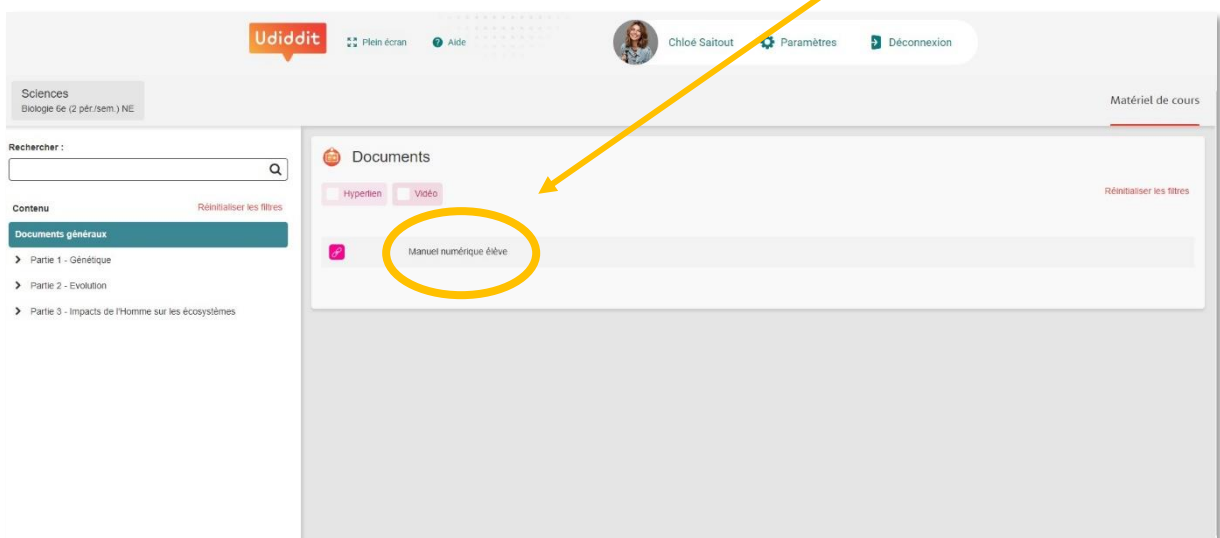 Udiddit
Plein écran
Aide
Chloé Saitout
Paramètres
Déconnexion
Sciences
Biologie 6e (2 pér./sem.) NE
Matériel de cours
Rechercher :
Contenu
Réinitialiser les filtres
Documents généraux
Partie 1 - Génétique
Partie 2 - Evolution
Partie 3 - Impacts de l'Homme sur les écosystèmes
Documents
Hyperlien
Vidéo
Réinitialiser les filtres
Manuel numérique élève